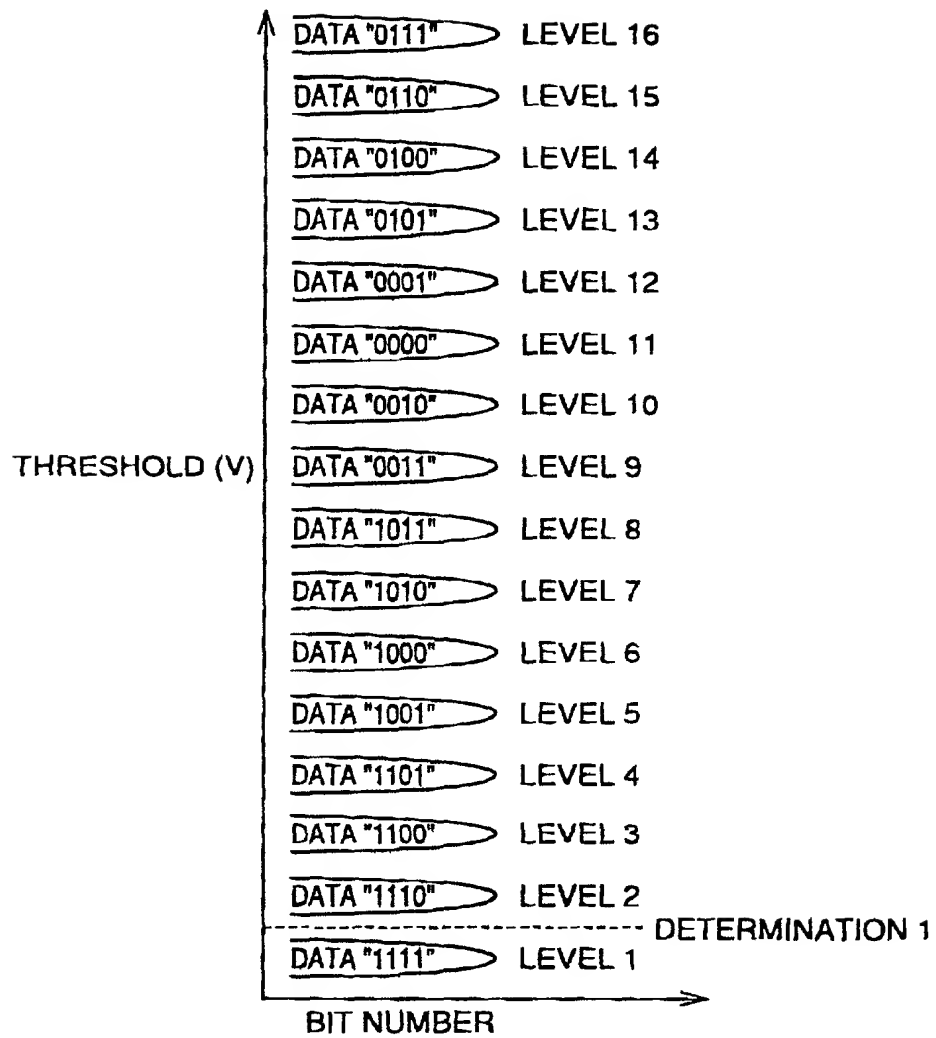 DATA "0111" LEVEL 16
DATA "0110" LEVEL 15
DATA "0100" LEVEL 14
DATA "0101" LEVEL 13
DATA "0001" LEVEL 12
DATA "0000" LEVEL 11
DATA "0010" LEVEL 10
THRESHOLD (V) DATA "0011" LEVEL 9
DATA "1011" LEVEL 8
DATA "1010" LEVEL 7
DATA "1000" LEVEL 6
DATA "1001" LEVEL 5
DATA "1101" LEVEL 4
DATA "1100" LEVEL 3
DATA "1110" LEVEL 2
DETERMINATION 1
DATA "1111" LEVEL 1
BIT NUMBER